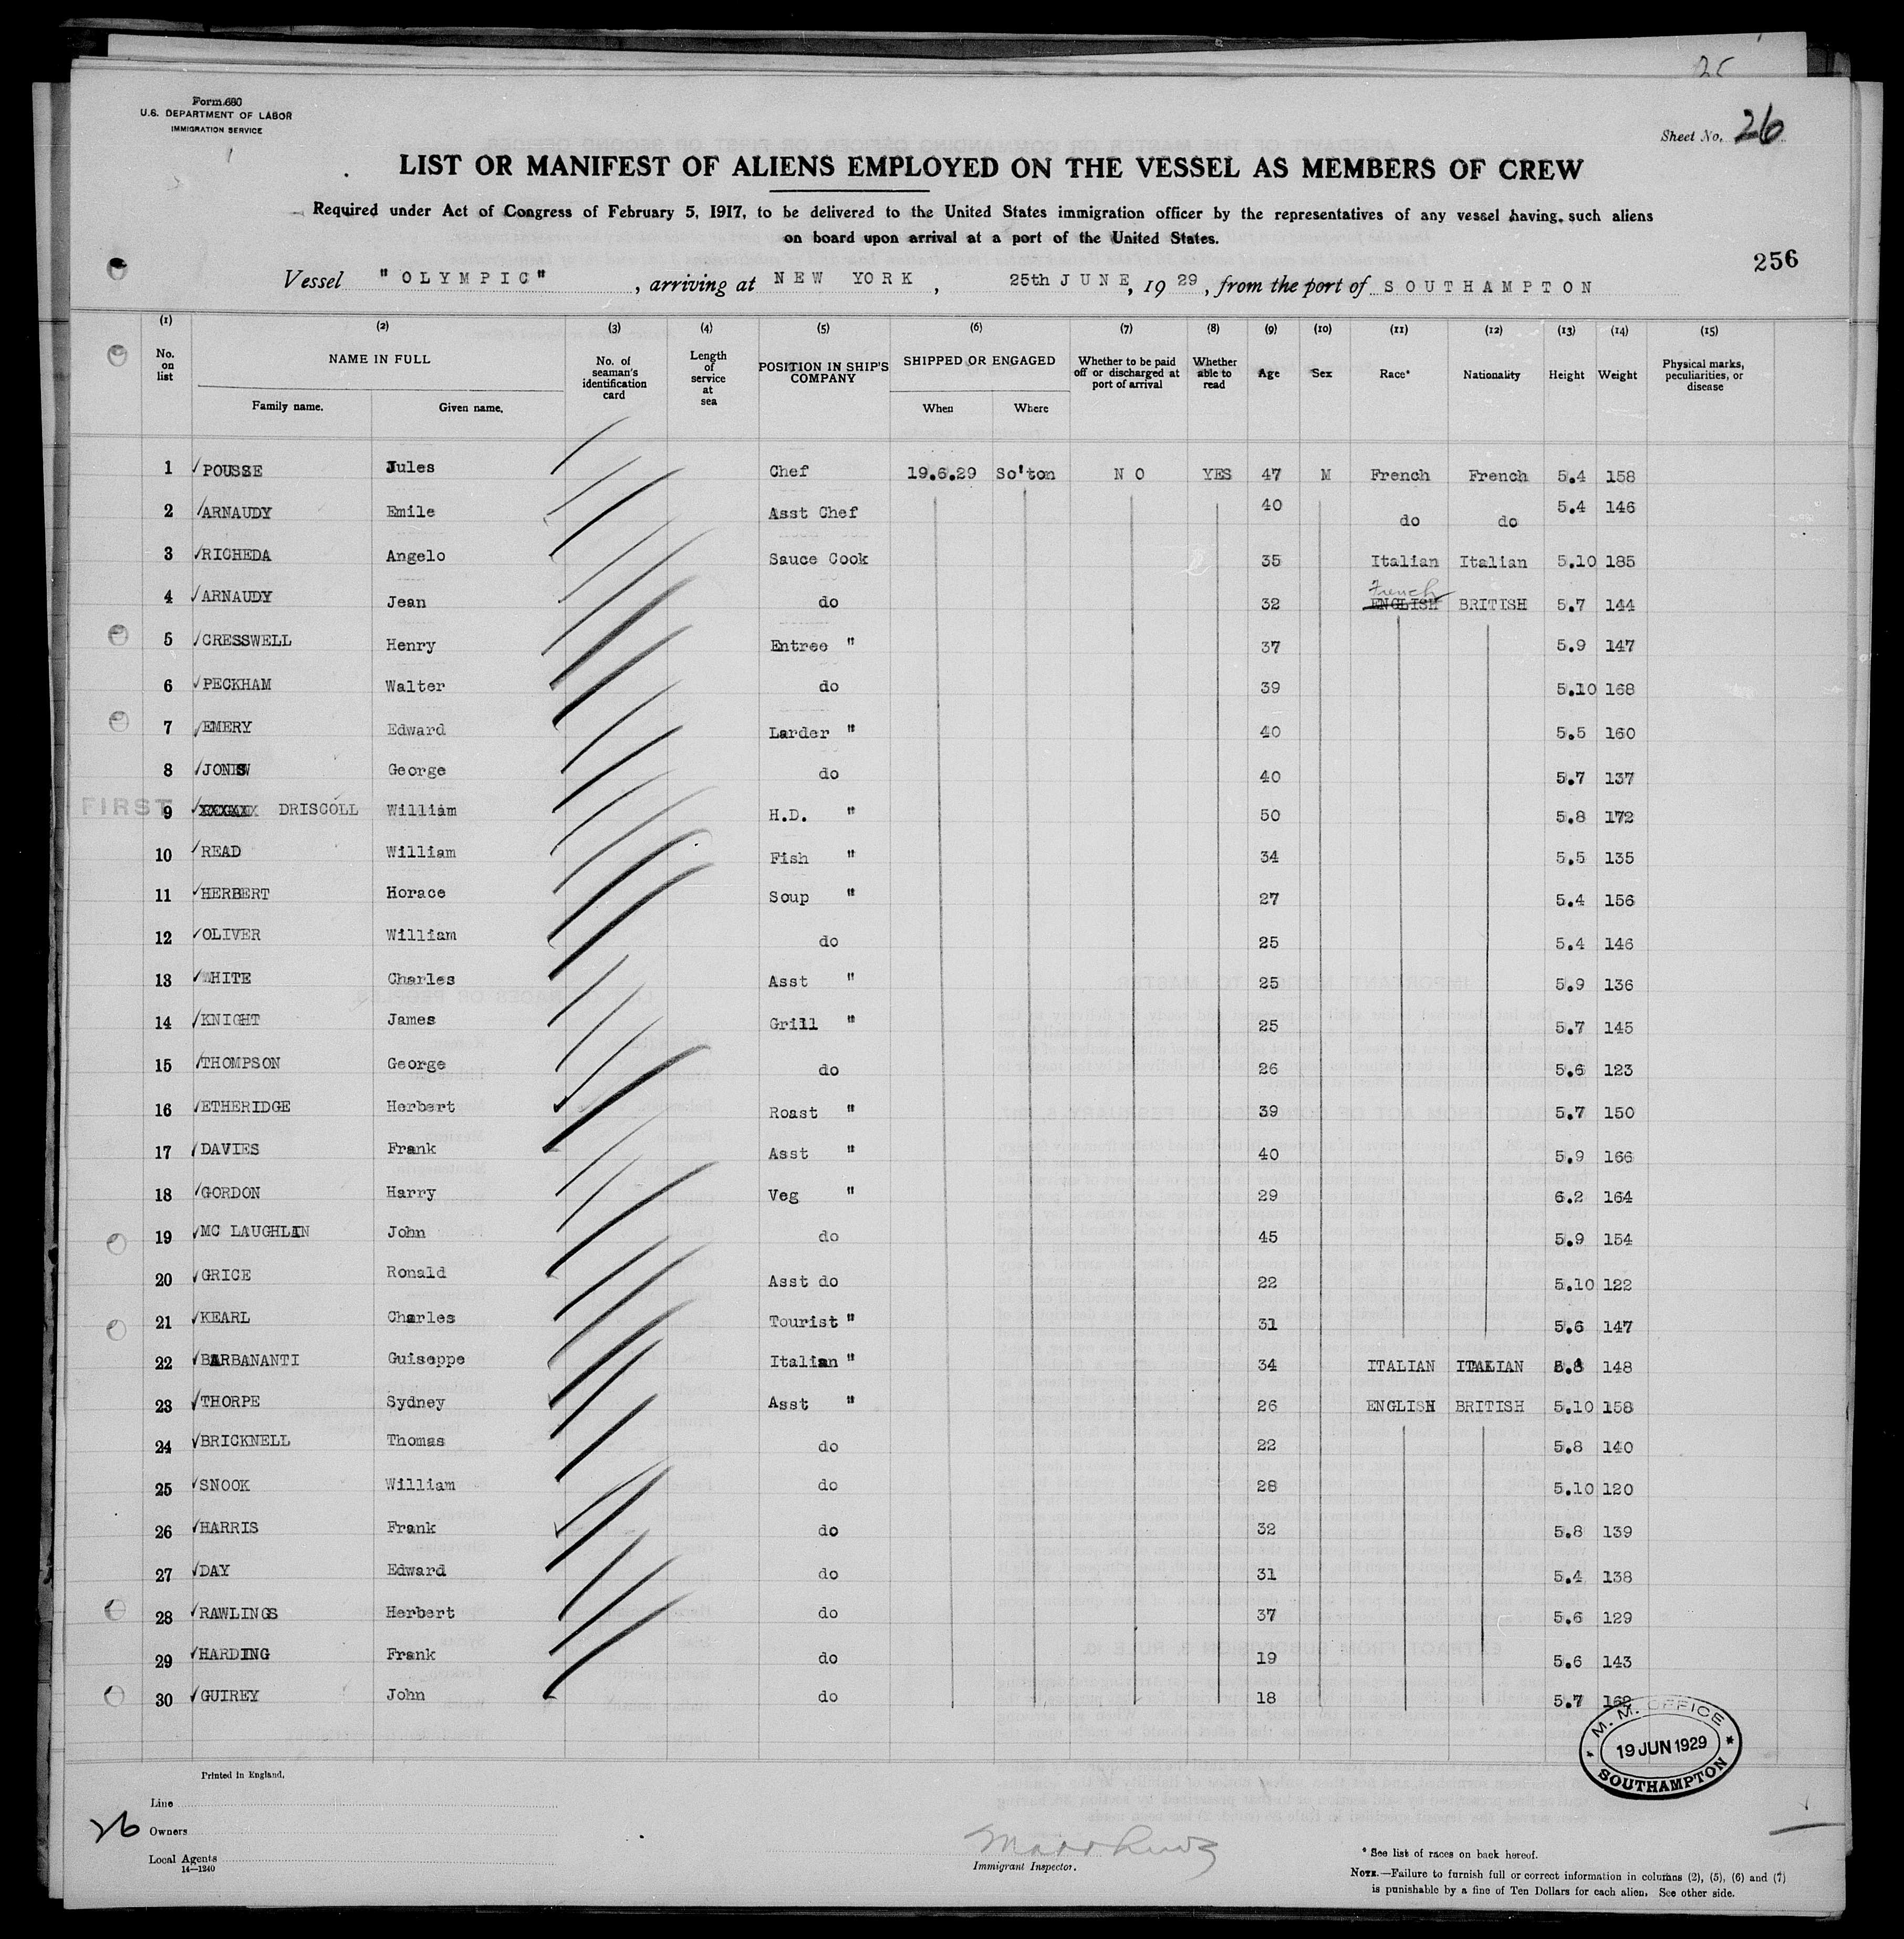 25
Form 680
U.S. DEPARTMENT OF LABOR
IMMIGRATION SERVICE
Sheet No. 26
LIST OR MANIFEST OF ALIENS EMPLOYED ON THE VESSEL AS MEMBERS OF CREW
Required under Act of Congress of February 5, 1917, to be delivered to the United States immigration officer by the representatives of any vessel having such aliens
on board upon arrival at a port of the United States.
256
Vessel "OLYMPIC", arriving at NEW YORK, 25th JUNE, 1929, from the port of SOUTHAMPTON
(1) (2) (3) (4) (5) (6) (7) (8) (9) (10) (11) (12) (13) (14) (15)
No. on list NAME IN FULL No. of seaman's identification card Length of service at sea POSITION IN SHIP'S COMPANY SHIPPED OR ENGAGED Whether to be paid off or discharged at port of arrival Whether able to read Age Sex Race* Nationality Height Weight Physical marks, peculiarities, or disease
Family name. Given name. When Where
1 POUSSE Jules Chef 19.6.29 So'ton NO YES 47 M French French 5.4 158
2 ARNAUDY Emile Asst Chef 40 do do 5.4 146
3 RICHEDA Angelo Sauce Cook 35 Italian Italian 5.10 185
4 ARNAUDY Jean do 32 ENGLISH French BRITISH 5.7 144
5 CRESSWELL Henry Entree " 37 5.9 147
6 PECKHAM Walter do 39 5.10 168
7 EMERY Edward Larder " 40 5.5 160
8 JONES George do 40 5.7 137
FIRST
9 DRISCOLL William H.D. " 50 5.8 172
10 READ William Fish " 34 5.5 135
11 HERBERT Horace Soup " 27 5.4 156
12 OLIVER William do 25 5.4 146
13 WHITE Charles Asst " 25 5.9 136
14 KNIGHT James Grill " 25 5.7 145
15 THOMPSON George do 26 5.6 123
16 ETHERIDGE Herbert Roast " 39 5.7 150
17 DAVIES Frank Asst " 40 5.9 166
18 GORDON Harry Veg " 29 6.2 164
19 MC LAUGHLIN John do 45 5.9 154
20 GRICE Ronald Asst do 22 5.10 122
21 KEARL Charles Tourist " 31 5.6 147
22 BARBANANTI Guiseppe Italian " 34 ITALIAN ITALIAN 148
23 THORPE Sydney Asst " 26 ENGLISH BRITISH 5.10 158
24 BRICKNELL Thomas do 22 5.8 140
25 SNOOK William do 28 5.10 120
26 HARRIS Frank do 32 5.8 139
27 DAY Edward do 31 5.4 138
28 RAWLINGS Herbert do 37 5.6 129
29 HARDING Frank do 19 5.6 143
30 GUIREY John do 18 5.7 162
M. M. OFFICE
19 JUN 1929
SOUTHAMPTON
Printed in England.
Line
26
Owners
Local Agents
14—1240
Immigrant Inspector.
* See list of races on back hereof.
NOTE.—Failure to furnish full or correct information in columns (2), (5), (6) and (7)
is punishable by a fine of Ten Dollars for each alien. See other side.